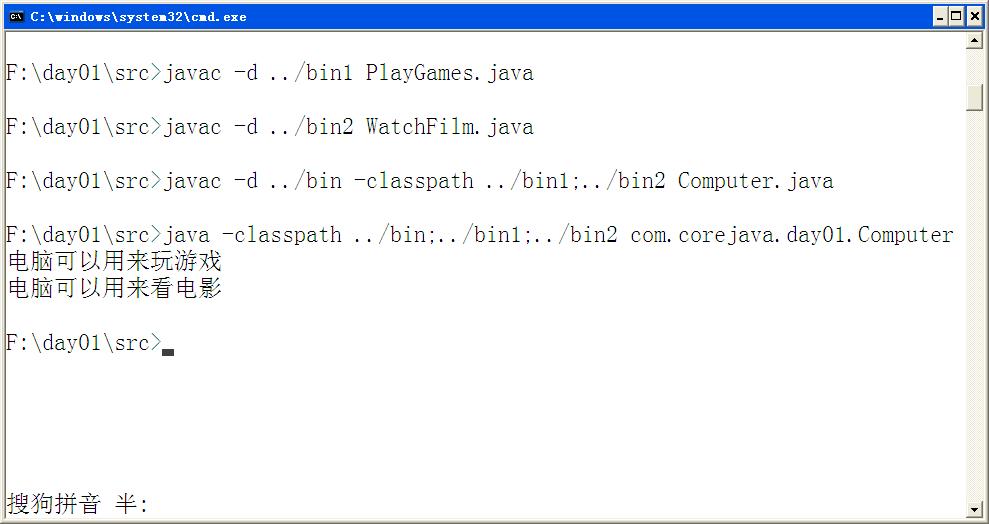 C:\windows\system32\cmd.exe
F:\day01\src>javac -d ../bin1 PlayGames.java
F:\day01\src>javac -d ../bin2 WatchFilm.java
F:\day01\src>javac -d ../bin -classpath ../bin1;../bin2 Computer.java
F:\day01\src>java -classpath ../bin;../bin1;../bin2 com.corejava.day01.Computer
电脑可以用来玩游戏
电脑可以用来看电影
F:\day01\src>
搜狗拼音 半: